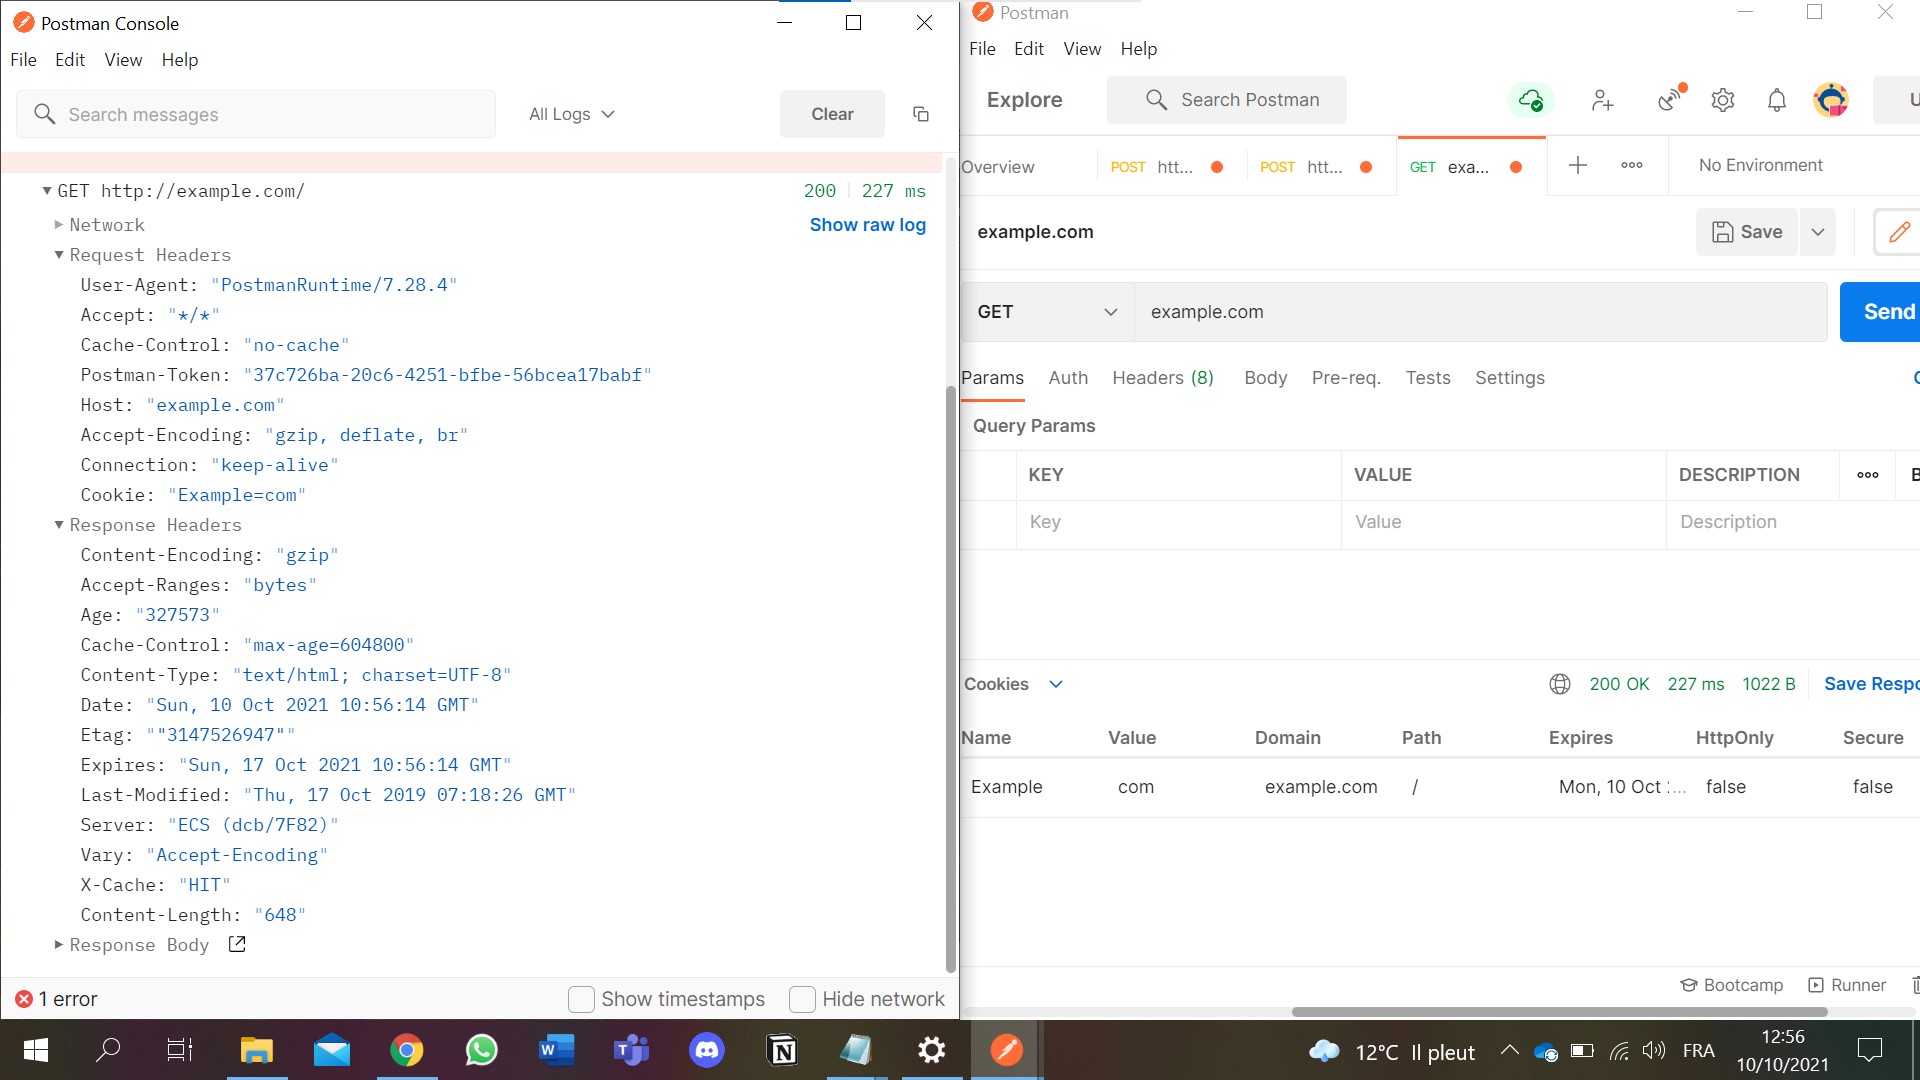 Postman Console
File Edit View Help
Search messages
All Logs
Clear
GET http://example.com/ 200 227 ms
Network Show raw log
Request Headers
User-Agent: "PostmanRuntime/7.28.4"
Accept: "*/*"
Cache-Control: "no-cache"
Postman-Token: "37c726ba-20c6-4251-bfbe-56bcea17babf"
Host: "example.com"
Accept-Encoding: "gzip, deflate, br"
Connection: "keep-alive"
Cookie: "Example=com"
Response Headers
Content-Encoding: "gzip"
Accept-Ranges: "bytes"
Age: "327573"
Cache-Control: "max-age=604800"
Content-Type: "text/html; charset=UTF-8"
Date: "Sun, 10 Oct 2021 10:56:14 GMT"
Etag: ""3147526947""
Expires: "Sun, 17 Oct 2021 10:56:14 GMT"
Last-Modified: "Thu, 17 Oct 2019 07:18:26 GMT"
Server: "ECS (dcb/7F82)"
Vary: "Accept-Encoding"
X-Cache: "HIT"
Content-Length: "648"
Response Body
1 error
Show timestamps
Hide network
Postman
File Edit View Help
Explore
Search Postman
U
Overview
POST htt...
POST htt...
GET exa...
No Environment
example.com
Save
GET
example.com
Send
Params Auth Headers (8) Body Pre-req. Tests Settings
Query Params
KEY VALUE DESCRIPTION B
Key Value Description
Cookies
200 OK 227 ms 1022 B Save Respo
Name Value Domain Path Expires HttpOnly Secure
Example com example.com / Mon, 10 Oct :... false false
Bootcamp
Runner
12°C Il pleut
FRA
12:56
10/10/2021